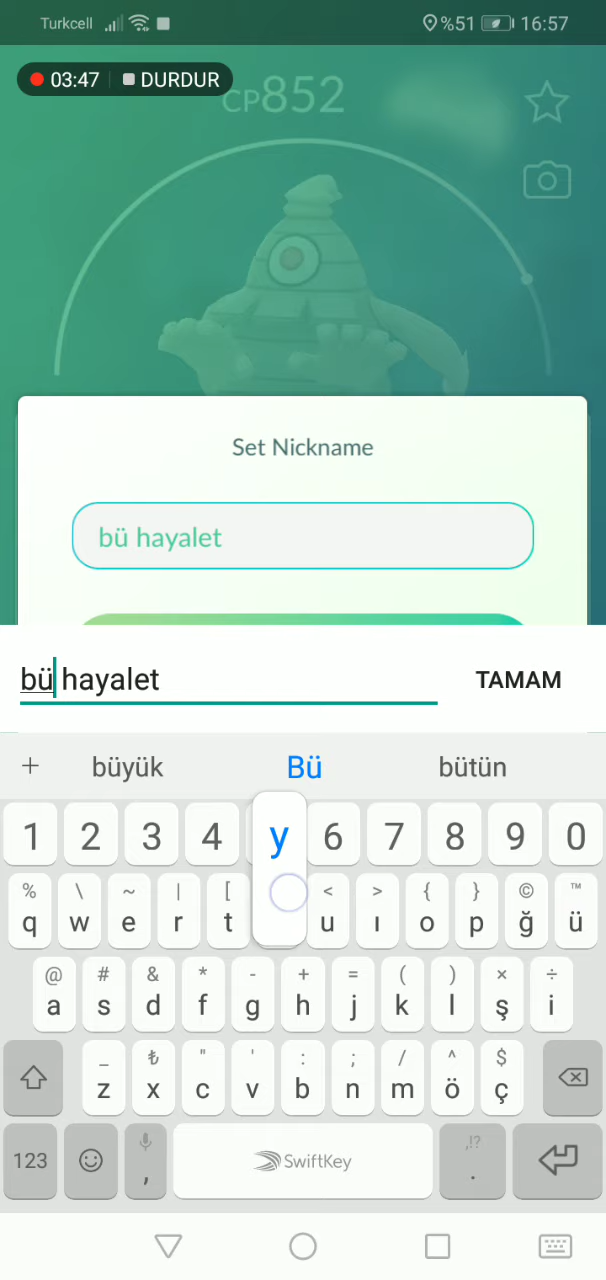 Turkcell %51 16:57
03:47 DURDUR
CP852
Set Nickname
bü hayalet
bü hayalet TAMAM
+ büyük Bü bütün
1 2 3 4 y 6 7 8 9 0
% \ ~ | [ < > { } © ™
q w e r t u ı o p ğ ü
@ # & * - + = ( ) × ÷
a s d f g h j k l ş i
_ ₺ " ' : ; / ^ $
z x c v b n m ö ç
,!?
123 , SwiftKey .